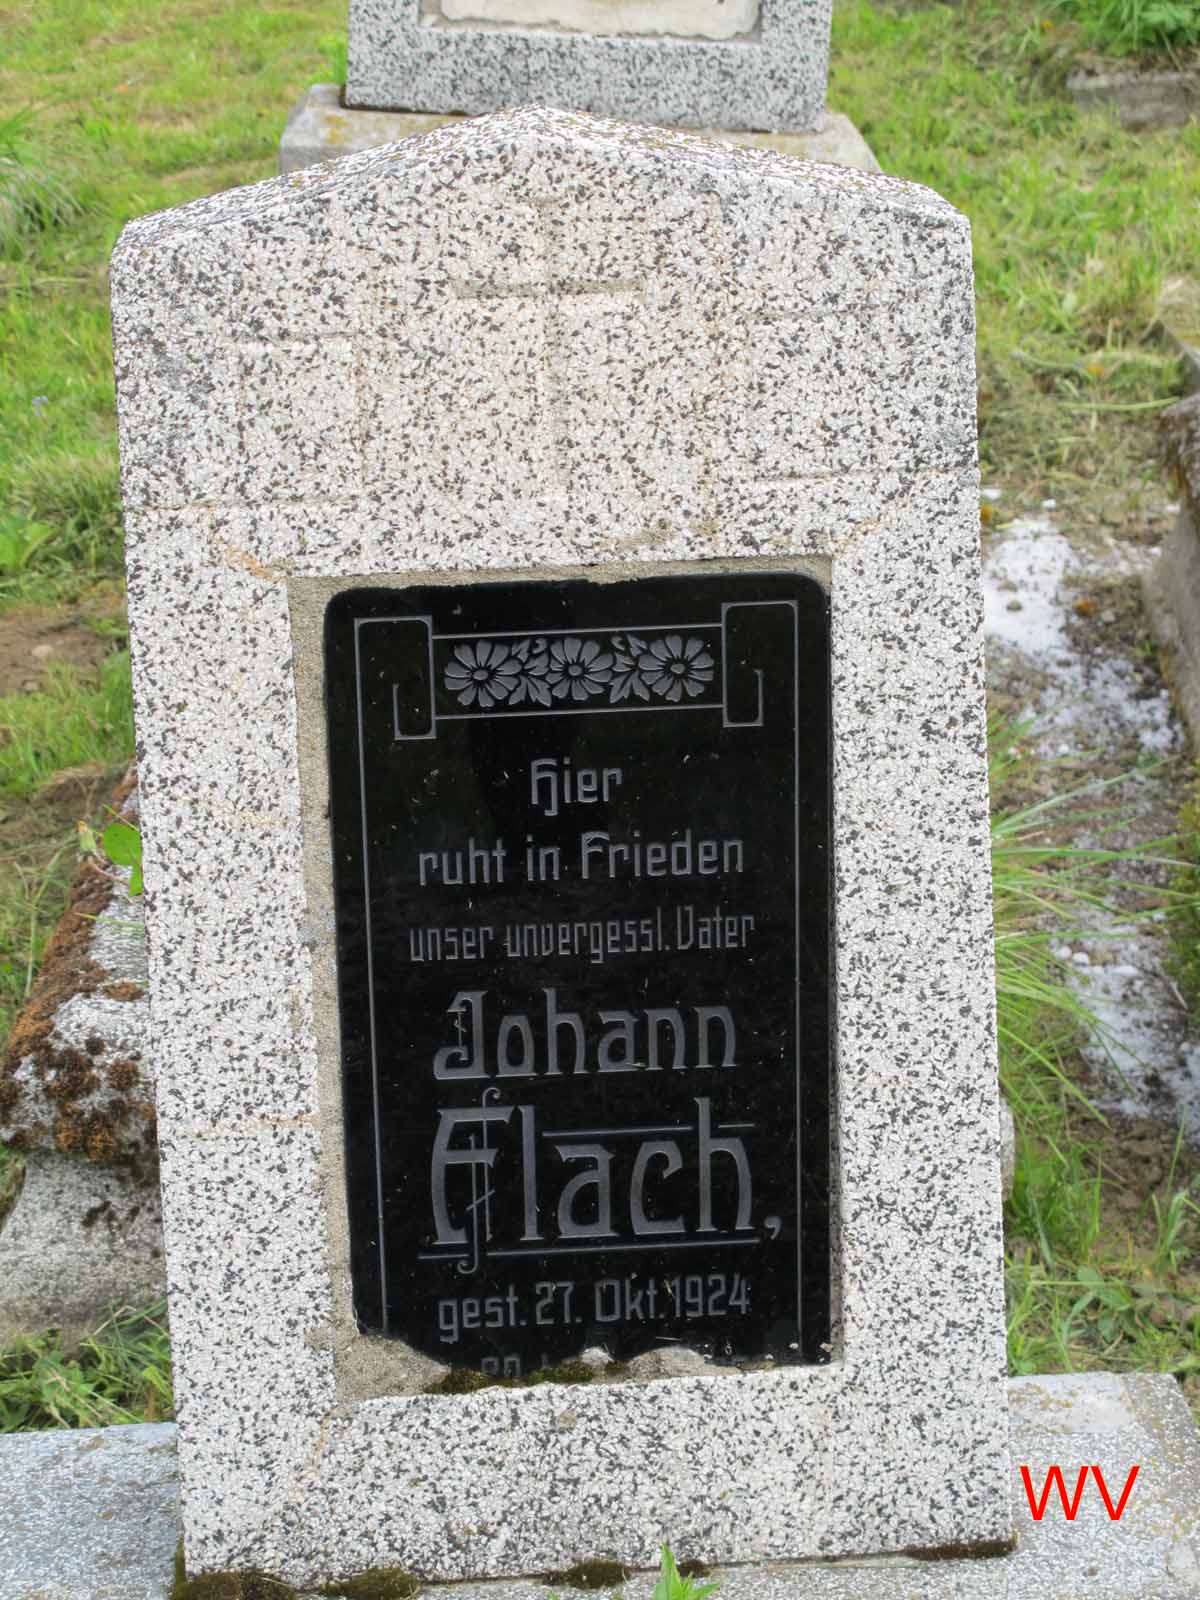 Hier
ruht in Frieden
unser unvergessl. Vater
Johann
Flach,
gest. 27. Okt. 1924
WV